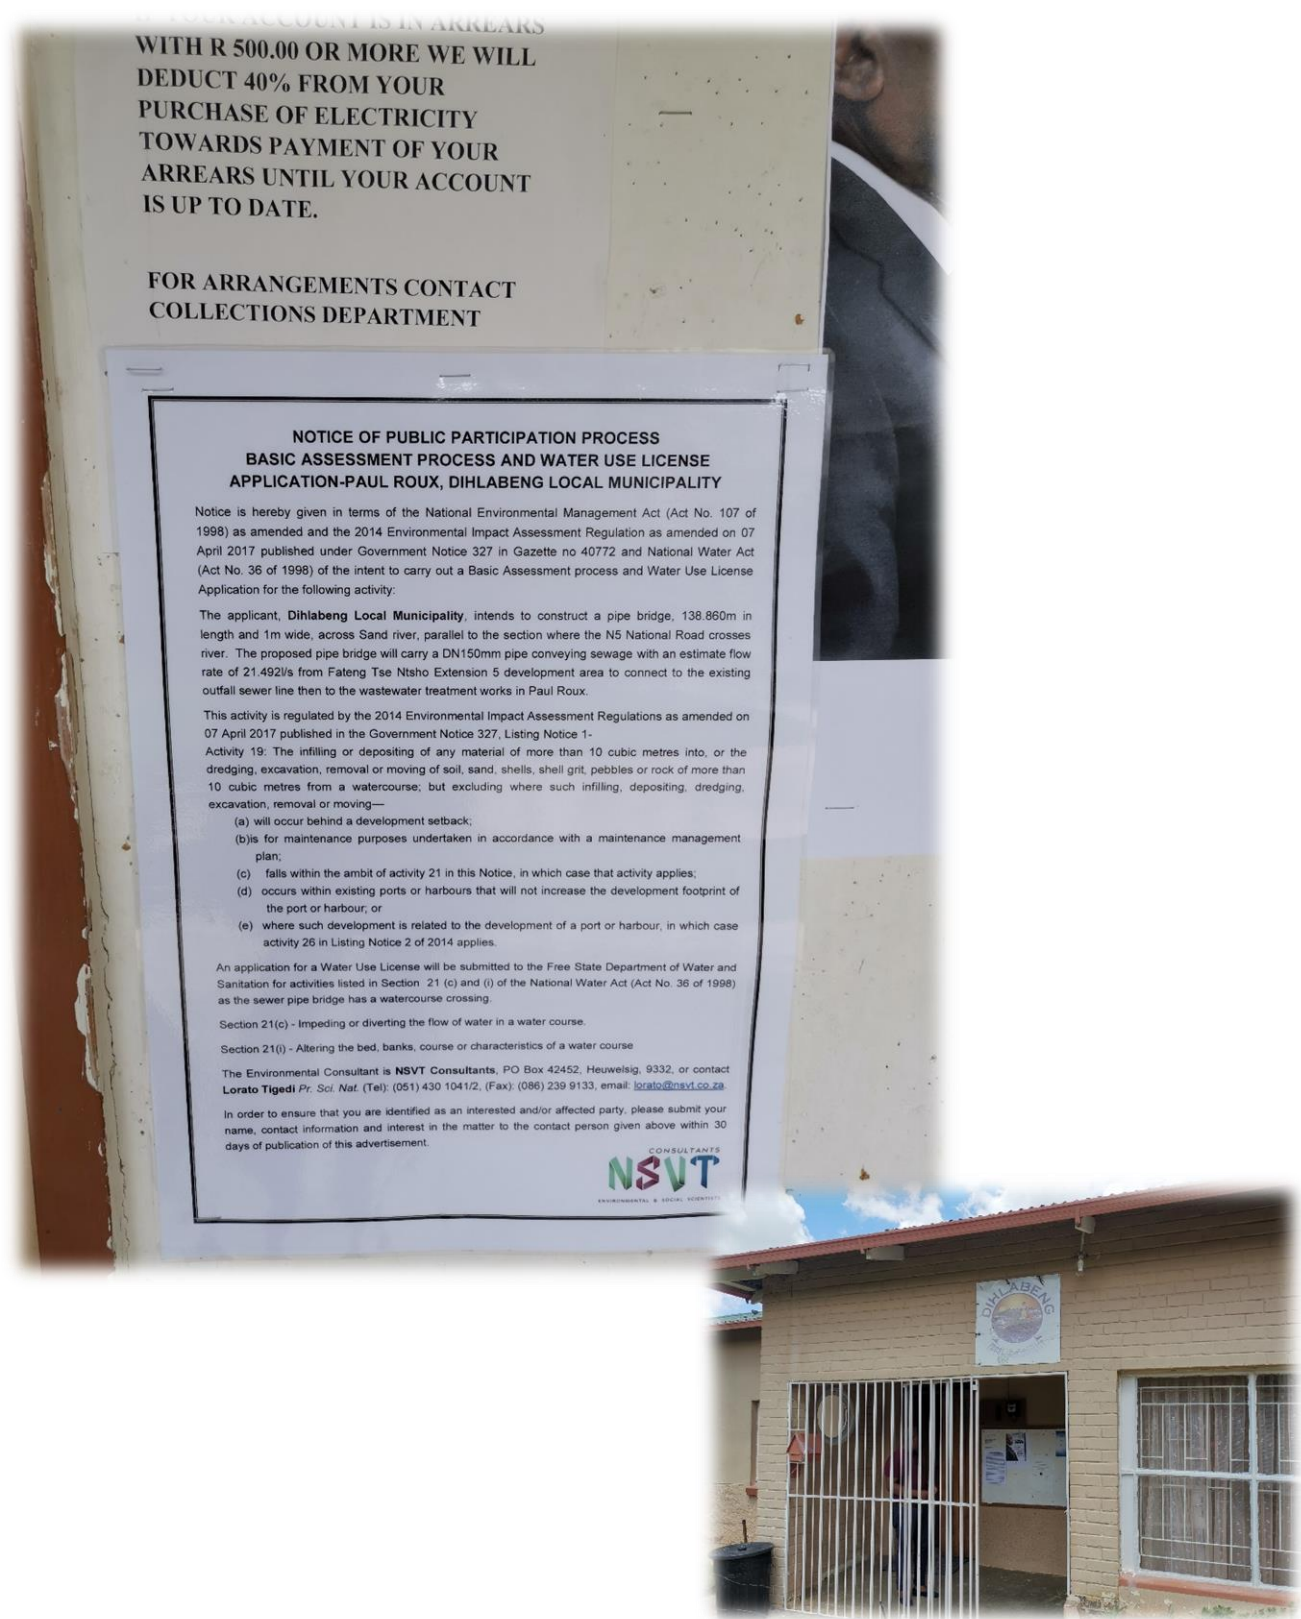 IF YOUR ACCOUNT IS IN ARREARS
WITH R 500.00 OR MORE WE WILL
DEDUCT 40% FROM YOUR
PURCHASE OF ELECTRICITY
TOWARDS PAYMENT OF YOUR
ARREARS UNTIL YOUR ACCOUNT
IS UP TO DATE.
FOR ARRANGEMENTS CONTACT
COLLECTIONS DEPARTMENT
NOTICE OF PUBLIC PARTICIPATION PROCESS
BASIC ASSESSMENT PROCESS AND WATER USE LICENSE
APPLICATION-PAUL ROUX, DIHLABENG LOCAL MUNICIPALITY
Notice is hereby given in terms of the National Environmental Management Act (Act No. 107 of
1998) as amended and the 2014 Environmental Impact Assessment Regulation as amended on 07
April 2017 published under Government Notice 327 in Gazette no 40772 and National Water Act
(Act No. 36 of 1998) of the intent to carry out a Basic Assessment process and Water Use License
Application for the following activity:
The applicant, Dihlabeng Local Municipality, intends to construct a pipe bridge, 138.860m in
length and 1m wide, across Sand river, parallel to the section where the N5 National Road crosses
river. The proposed pipe bridge will carry a DN150mm pipe conveying sewage with an estimate flow
rate of 21.492l/s from Fateng Tse Ntsho Extension 5 development area to connect to the existing
outfall sewer line then to the wastewater treatment works in Paul Roux.
This activity is regulated by the 2014 Environmental Impact Assessment Regulations as amended on
07 April 2017 published in the Government Notice 327, Listing Notice 1-
Activity 19: The infilling or depositing of any material of more than 10 cubic metres into, or the
dredging, excavation, removal or moving of soil, sand, shells, shell grit, pebbles or rock of more than
10 cubic metres from a watercourse; but excluding where such infilling, depositing, dredging,
excavation, removal or moving—
(a) will occur behind a development setback;
(b)is for maintenance purposes undertaken in accordance with a maintenance management
plan;
(c) falls within the ambit of activity 21 in this Notice, in which case that activity applies;
(d) occurs within existing ports or harbours that will not increase the development footprint of
the port or harbour; or
(e) where such development is related to the development of a port or harbour, in which case
activity 26 in Listing Notice 2 of 2014 applies.
An application for a Water Use License will be submitted to the Free State Department of Water and
Sanitation for activities listed in Section 21 (c) and (i) of the National Water Act (Act No. 36 of 1998)
as the sewer pipe bridge has a watercourse crossing.
Section 21(c) - Impeding or diverting the flow of water in a water course.
Section 21(i) - Altering the bed, banks, course or characteristics of a water course
The Environmental Consultant is NSVT Consultants, PO Box 42452, Heuwelsig, 9332, or contact
Lorato Tigedi Pr. Sci. Nat. (Tel): (051) 430 1041/2, (Fax): (086) 239 9133, email: lorato@nsvt.co.za.
In order to ensure that you are identified as an interested and/or affected party, please submit your
name, contact information and interest in the matter to the contact person given above within 30
days of publication of this advertisement.
CONSULTANTS
NSVT
ENVIRONMENTAL & SOCIAL SCIENTISTS
DIHLABENG